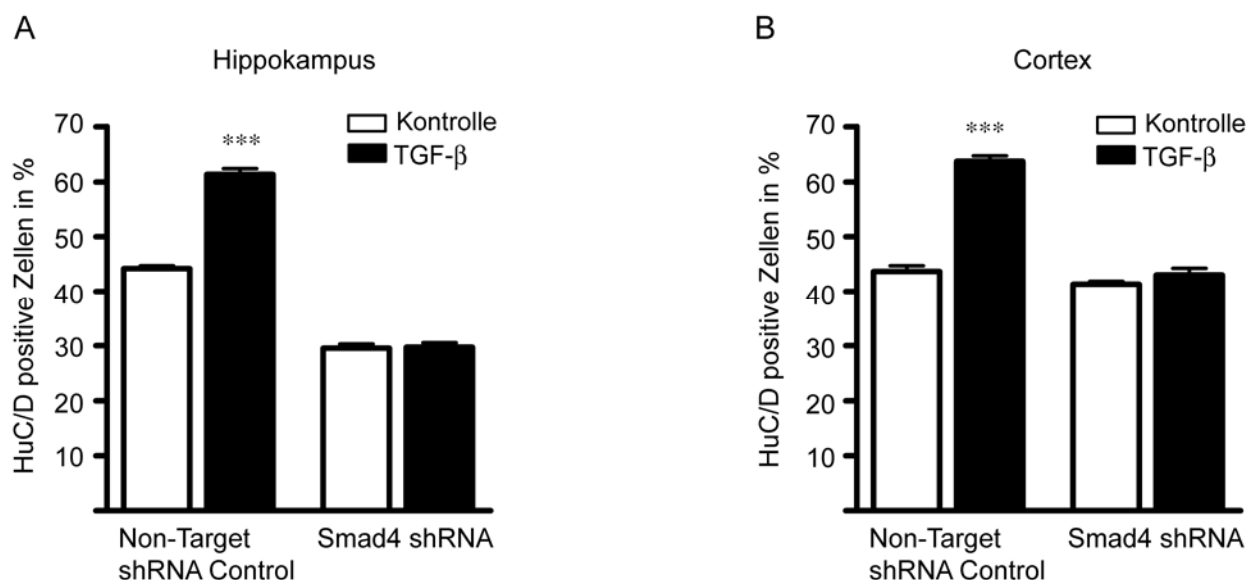 A
Hippokampus
HuC/D positive Zellen in %
70
60
50
40
30
20
10
***
Kontrolle
TGF-β
Non-Target
shRNA Control
Smad4 shRNA
B
Cortex
HuC/D positive Zellen in %
70
60
50
40
30
20
10
***
Kontrolle
TGF-β
Non-Target
shRNA Control
Smad4 shRNA